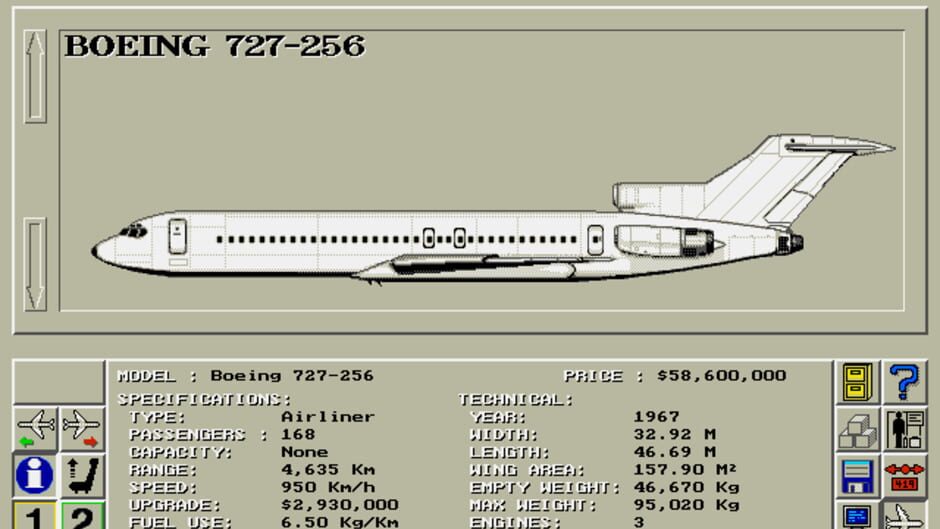 BOEING 727-256
MODEL : Boeing 727-256 PRICE : $58,600,000
SPECIFICATIONS: TECHNICAL:
TYPE: Airliner YEAR: 1967
PASSENGERS : 168 WIDTH: 32.92 M
CAPACITY: None LENGTH: 46.69 M
RANGE: 4,635 Km WING AREA: 157.90 M²
SPEED: 950 Km/h EMPTY WEIGHT: 46,670 Kg
UPGRADE: $2,930,000 MAX WEIGHT: 95,020 Kg
FUEL USE: 6.50 Kg/Km ENGINES: 3
i
?
419
1 2